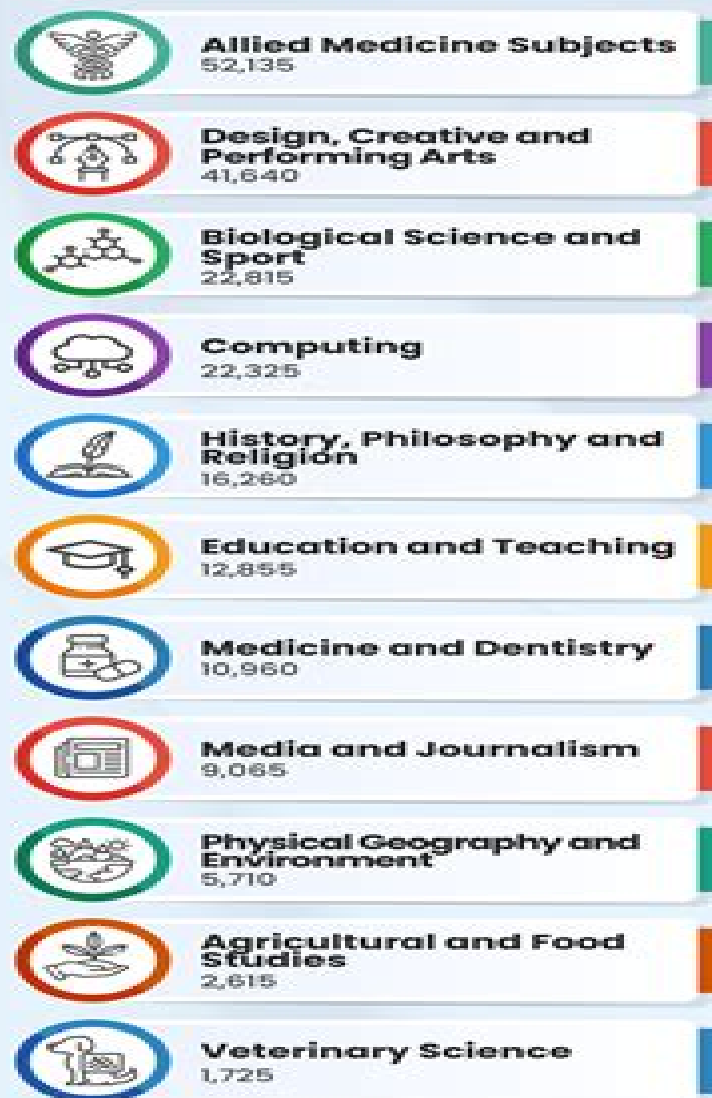 Allied Medicine Subjects
52,135
Design, Creative and
Performing Arts
41,640
Biological Science and
Sport
22,815
Computing
22,325
History, Philosophy and
Religion
16,260
Education and Teaching
12,855
Medicine and Dentistry
10,960
Media and Journalism
9,065
Physical Geography and
Environment
5,710
Agricultural and Food
Studies
2,615
Veterinary Science
1,725